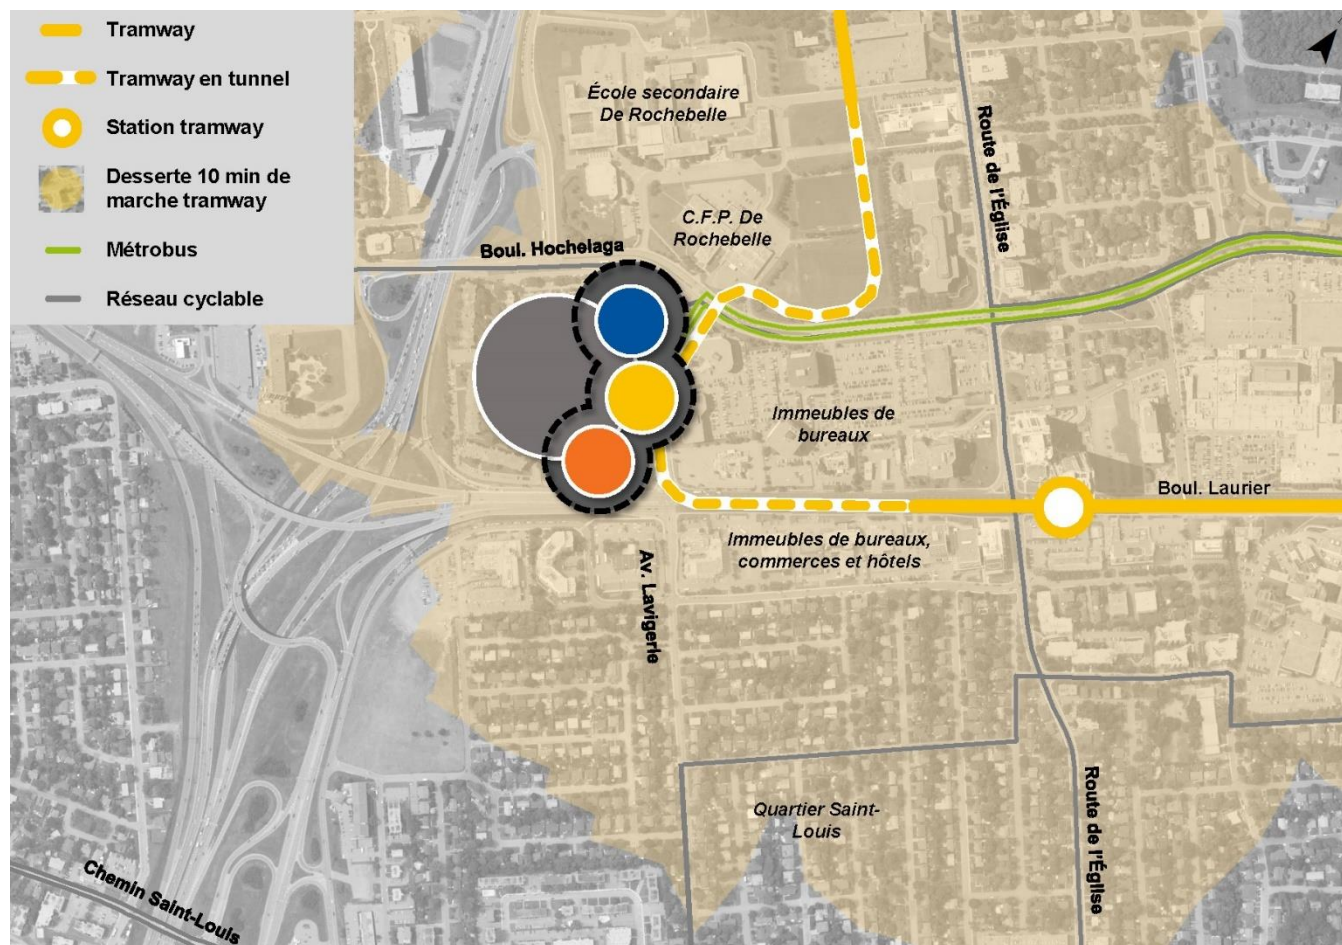 Tramway
Tramway en tunnel
Station tramway
Desserte 10 min de
marche tramway
Métrobus
Réseau cyclable
École secondaire
De Rochebelle
Route de l'Église
C.F.P. De
Rochebelle
Boul. Hochelaga
Immeubles de
bureaux
Boul. Laurier
Immeubles de bureaux,
commerces et hôtels
Av. Lavigerie
Quartier Saint-
Louis
Route de l'Église
Chemin Saint-Louis